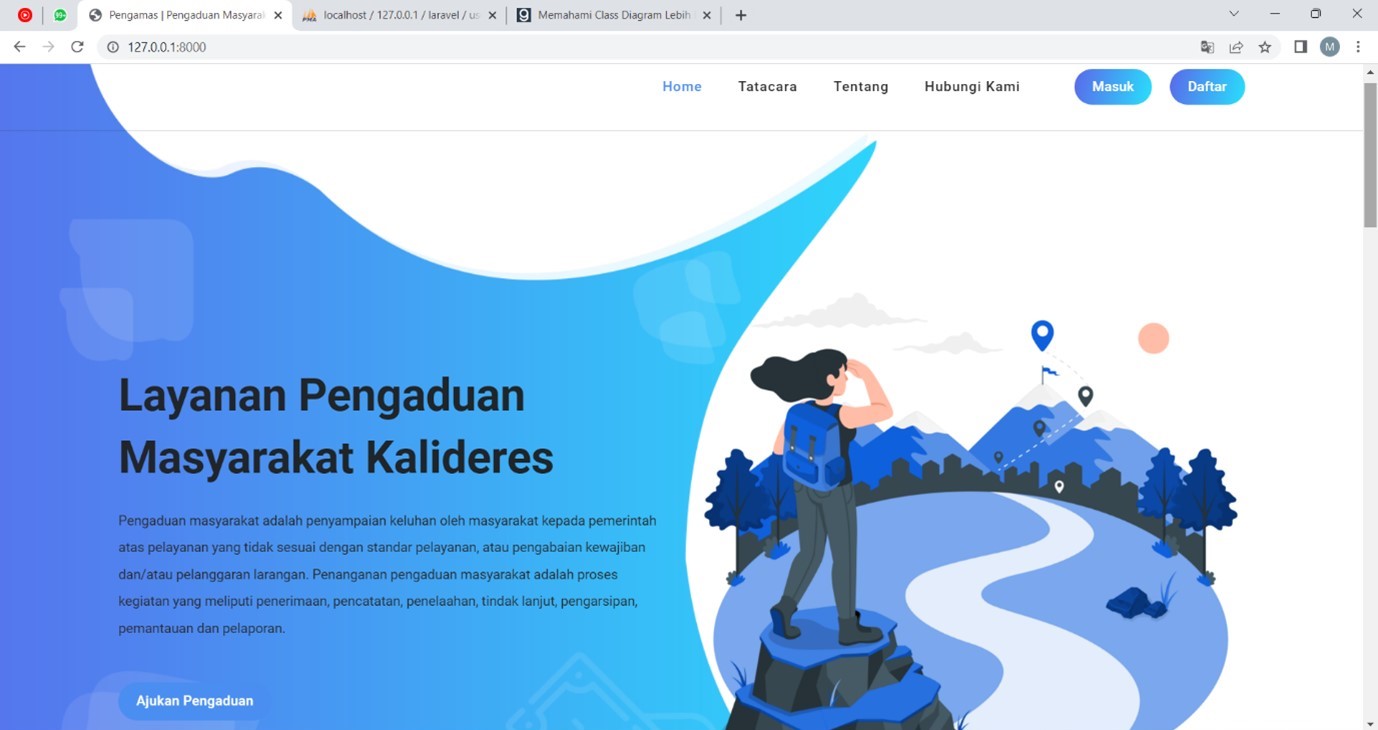 Pengamas | Pengaduan Masyaral
localhost / 127.0.0.1 / laravel / us
Memahami Class Diagram Lebih
127.0.0.1:8000
M
Home Tatacara Tentang Hubungi Kami Masuk Daftar
Layanan Pengaduan
Masyarakat Kalideres
Pengaduan masyarakat adalah penyampaian keluhan oleh masyarakat kepada pemerintah
atas pelayanan yang tidak sesuai dengan standar pelayanan, atau pengabaian kewajiban
dan/atau pelanggaran larangan. Penanganan pengaduan masyarakat adalah proses
kegiatan yang meliputi penerimaan, pencatatan, penelaahan, tindak lanjut, pengarsipan,
pemantauan dan pelaporan.
Ajukan Pengaduan